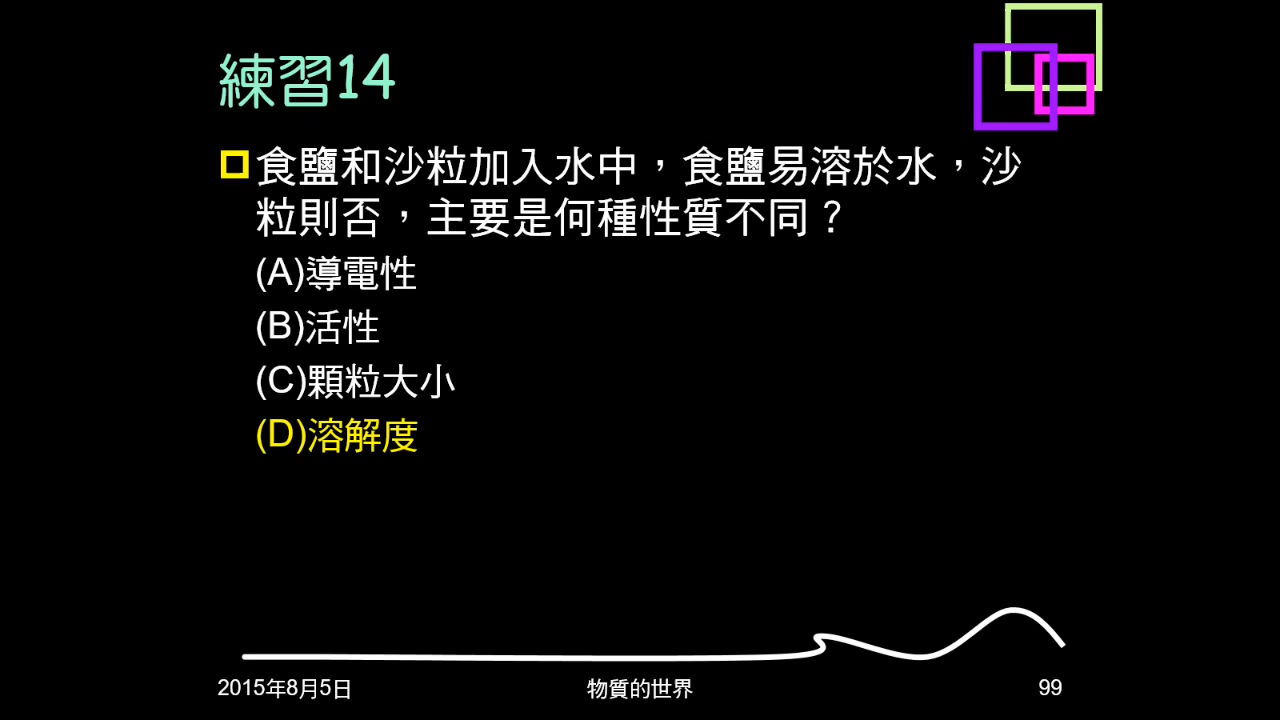 練習14
食鹽和沙粒加入水中，食鹽易溶於水，沙
粒則否，主要是何種性質不同？
(A)導電性
(B)活性
(C)顆粒大小
(D)溶解度
2015年8月5日
物質的世界
99